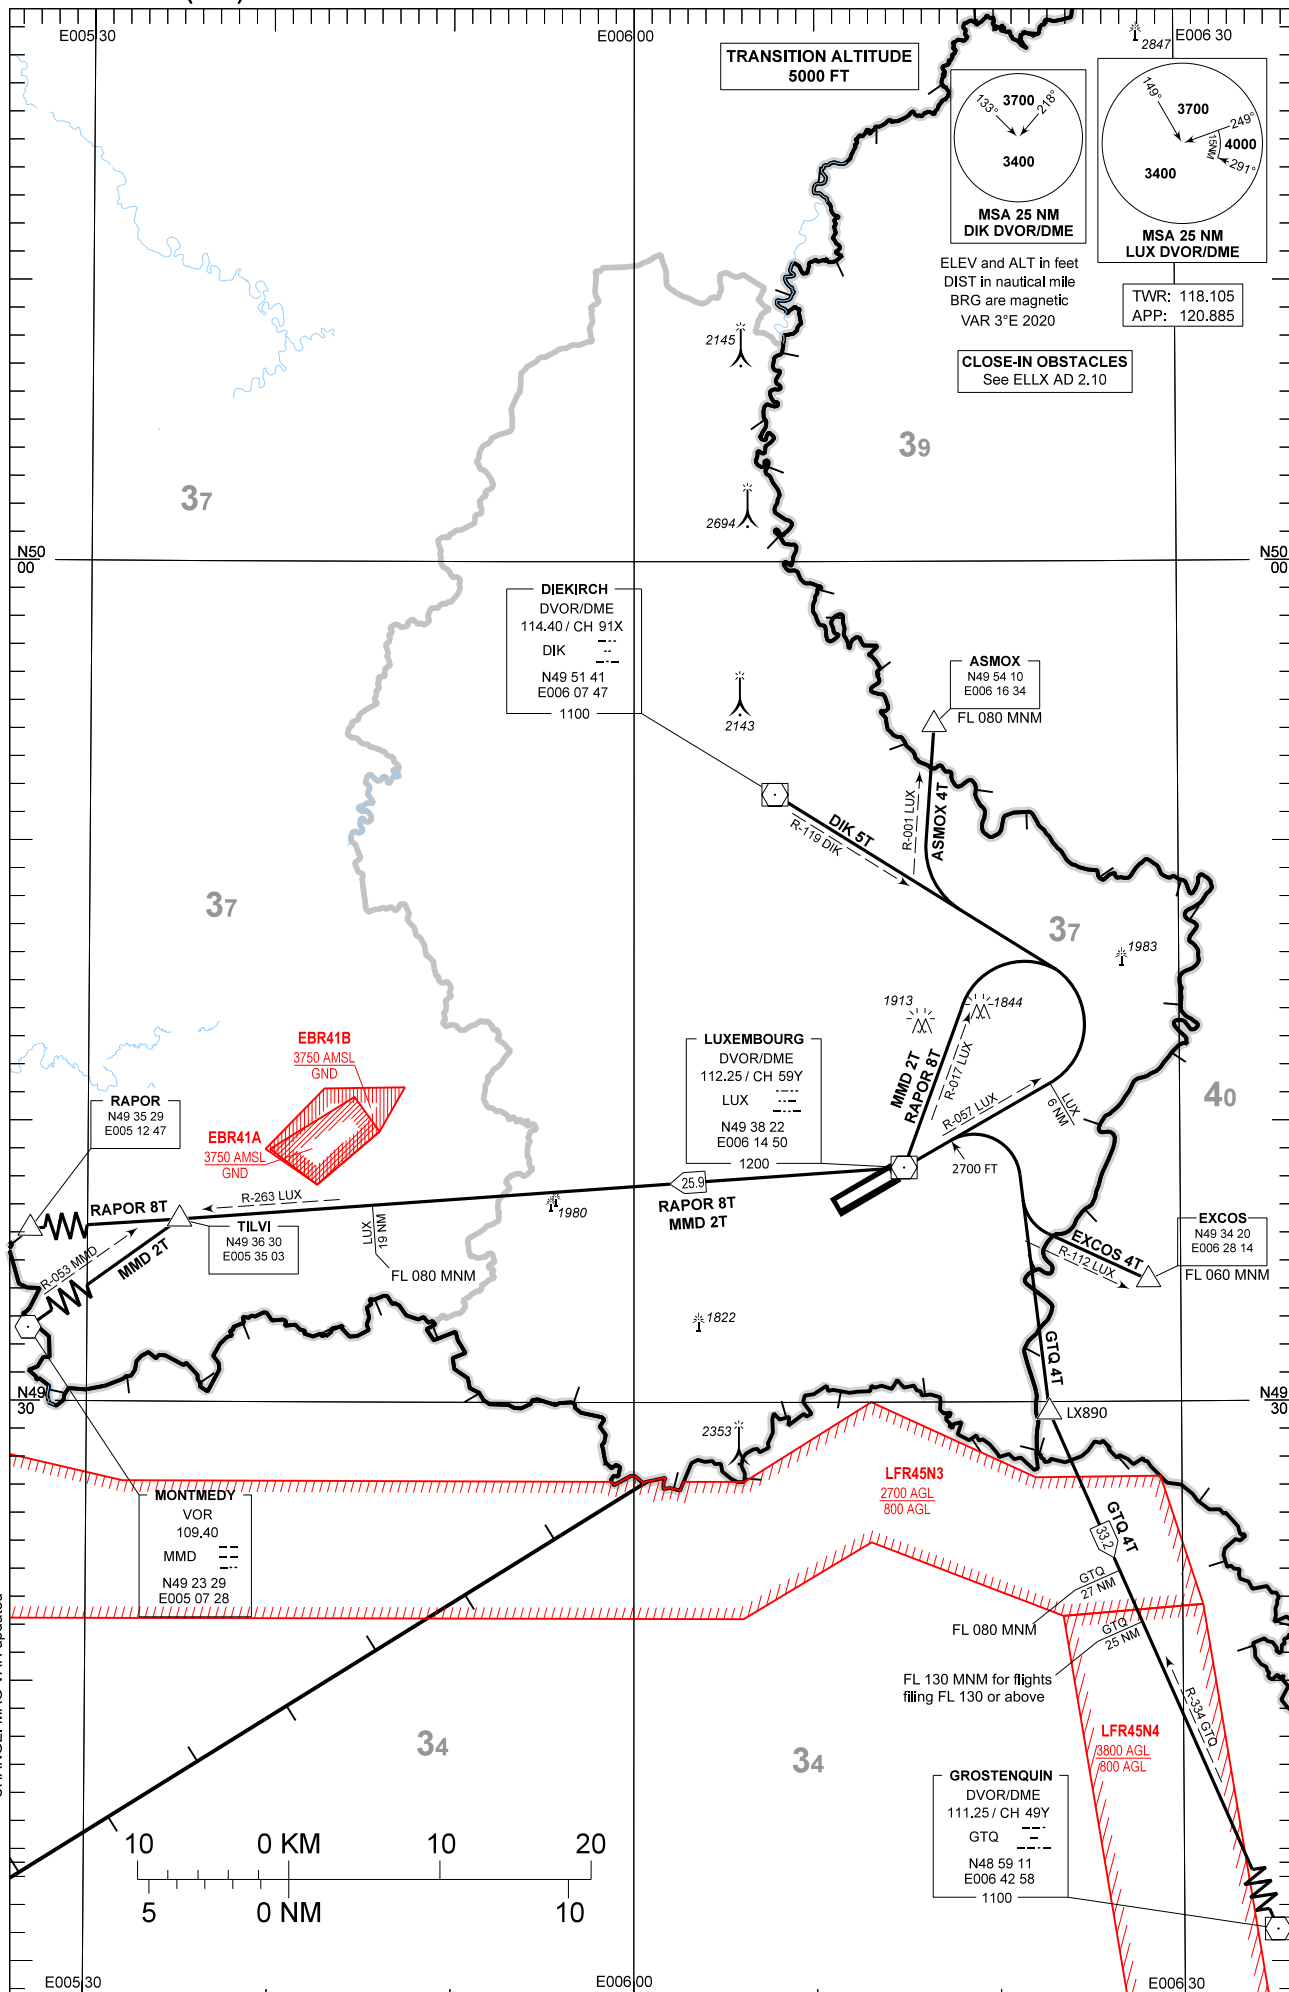 E005 30
E006 00
E006 30
2847
TRANSITION ALTITUDE
5000 FT
133°
3700
218°
3400
MSA 25 NM
DIK DVOR/DME
149°
3700
249°
4000
15NM
291°
3400
MSA 25 NM
LUX DVOR/DME
ELEV and ALT in feet
DIST in nautical mile
BRG are magnetic
VAR 3°E 2020
TWR: 118.105
APP: 120.885
CLOSE-IN OBSTACLES
See ELLX AD 2.10
2145
39
37
2694
N50
00
N50
00
DIEKIRCH
DVOR/DME
114.40 / CH 91X
DIK
N49 51 41
E006 07 47
1100
ASMOX
N49 54 10
E006 16 34
FL 080 MNM
2143
DIK 5T
R-119 DIK
R-001 LUX
ASMOX 4T
37
37
1983
1913
1844
EBR41B
3750 AMSL
GND
LUXEMBOURG
DVOR/DME
112.25 / CH 59Y
LUX
N49 38 22
E006 14 50
1200
MMD 2T
RAPOR 8T
R-017 LUX
R-057 LUX
LUX
6 NM
40
RAPOR
N49 35 29
E005 12 47
EBR41A
3750 AMSL
GND
2700 FT
25.9
RAPOR 8T
MMD 2T
R-263 LUX
RAPOR 8T
1980
TILVI
N49 36 30
E005 35 03
LUX
19 NM
FL 080 MNM
R-053 MMD
MMD 2T
EXCOS
N49 34 20
E006 28 14
FL 060 MNM
EXCOS 4T
R-112 LUX
1822
GTQ 4T
N49
30
N49
30
LX890
2353
LFR45N3
2700 AGL
800 AGL
MONTMEDY
VOR
109.40
MMD
N49 23 29
E005 07 28
GTQ 4T
33.2
GTQ
27 NM
FL 080 MNM
GTQ
25 NM
FL 130 MNM for flights
filing FL 130 or above
R-334 GTQ
LFR45N4
3800 AGL
800 AGL
34
34
GROSTENQUIN
DVOR/DME
111.25 / CH 49Y
GTQ
N48 59 11
E006 42 58
1100
10 0 KM 10 20
5 0 NM 10
E005 30
E006 00
E006 30